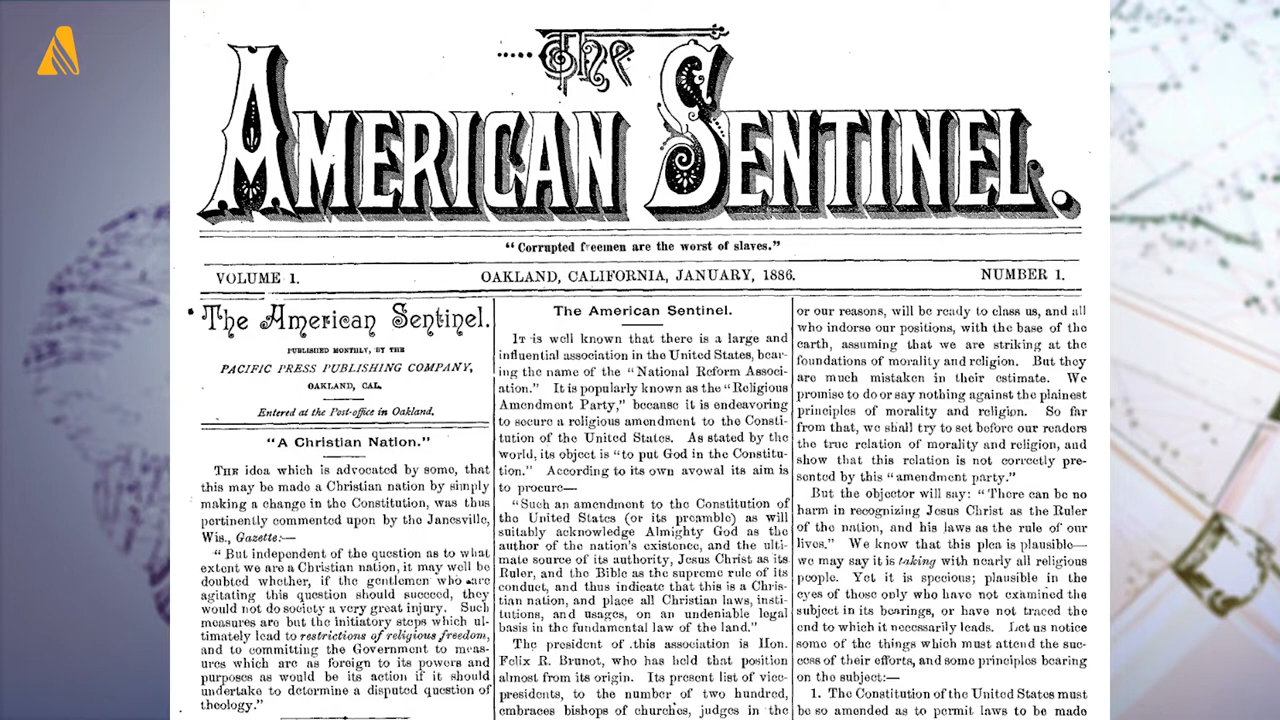 The
AMERICAN SENTINEL.
"Corrupted freemen are the worst of slaves."
VOLUME 1.
OAKLAND, CALIFORNIA, JANUARY, 1886.
NUMBER 1.
The American Sentinel.
PUBLISHED MONTHLY, BY THE
PACIFIC PRESS PUBLISHING COMPANY,
OAKLAND, CAL.
Entered at the Post-office in Oakland.
"A Christian Nation."
THE idea which is advocated by some, that
this may be made a Christian nation by simply
making a change in the Constitution, was thus
pertinently commented upon by the Janesville,
Wis., Gazette:—
"But independent of the question as to what
extent we are a Christian nation, it may well be
doubted whether, if the gentlemen who are
agitating this question should succeed, they
would not do society a very great injury. Such
measures are but the initiatory steps which ul-
timately lead to restrictions of religious freedom,
and to committing the Government to meas-
ures which are as foreign to its powers and
purposes as would be its action if it should
undertake to determine a disputed question of
theology."
The American Sentinel.
IT is well known that there is a large and
influential association in the United States, bear-
ing the name of the "National Reform Associ-
ation." It is popularly known as the "Religious
Amendment Party," because it is endeavoring
to secure a religious amendment to the Consti-
tution of the United States. As stated by the
world, its object is "to put God in the Constitu-
tion." According to its own avowal its aim is
to procure—
"Such an amendment to the Constitution of
the United States (or its preamble) as will
suitably acknowledge Almighty God as the
author of the nation's existence, and the ulti-
mate source of its authority, Jesus Christ as its
Ruler, and the Bible as the supreme rule of its
conduct, and thus indicate that this is a Chris-
tian nation, and place all Christian laws, insti-
tutions, and usages, on an undeniable legal
basis in the fundamental law of the land."
The president of this association is Hon.
Felix R. Brunot, who has held that position
almost from its origin. Its present list of vice-
presidents, to the number of two hundred,
embraces bishops of churches, judges in the
or our reasons, will be ready to class us, and all
who indorse our positions, with the base of the
earth, assuming that we are striking at the
foundations of morality and religion. But they
are much mistaken in their estimate. We
promise to do or say nothing against the plainest
principles of morality and religion. So far
from that, we shall try to set before our readers
the true relation of morality and religion, and
show that this relation is not correctly pre-
sented by this "amendment party."
But the objector will say: "There can be no
harm in recognizing Jesus Christ as the Ruler
of the nation, and his laws as the rule of our
lives." We know that this plea is plausible—
we may say it is taking with nearly all religious
people. Yet it is specious; plausible in the
eyes of those only who have not examined the
subject in its bearings, or have not traced the
end to which it necessarily leads. Let us notice
some of the things which must attend the suc-
cess of their efforts, and some principles bearing
on the subject:—
1. The Constitution of the United States must
be so amended as to permit laws to be made